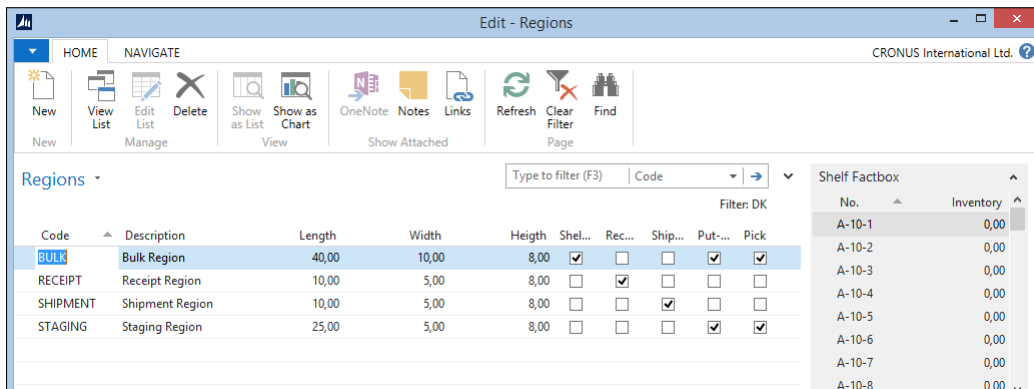 Edit - Regions
HOME NAVIGATE CRONUS International Ltd.
New View List Edit List Delete Show as List Show as Chart OneNote Notes Links Refresh Clear Filter Find
New Manage View Show Attached Page
Regions Type to filter (F3) Code
Filter: DK
Code Description Length Width Heigth Shel... Rec... Ship... Put-... Pick
BULK Bulk Region 40,00 10,00 8,00
RECEIPT Receipt Region 10,00 5,00 8,00
SHIPMENT Shipment Region 10,00 5,00 8,00
STAGING Staging Region 25,00 5,00 8,00
Shelf Factbox
No. Inventory
A-10-1 0,00
A-10-2 0,00
A-10-3 0,00
A-10-4 0,00
A-10-5 0,00
A-10-6 0,00
A-10-7 0,00
A-10-8 0,00